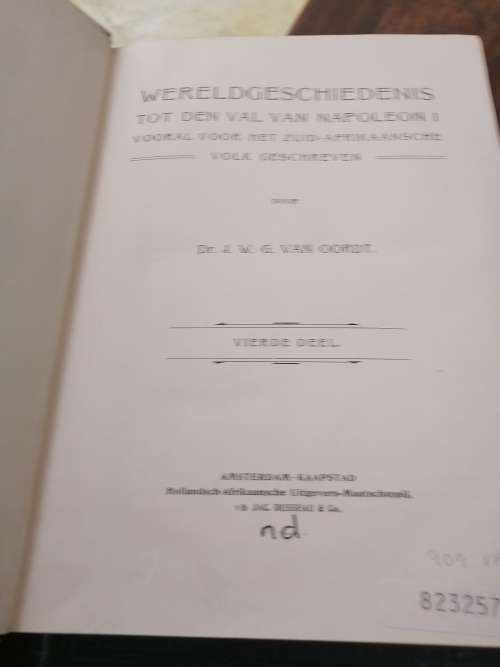 WERELDGESCHIEDENIS
TOT DEN VAL VAN NAPOLEON I
VOORAL VOOR HET ZUID-AFRIKAANSCHE
VOLK GESCHREVEN
DOOR
Dr. J. W. G. VAN OORDT.
VIERDE DEEL.
AMSTERDAM-KAAPSTAD
Hollandsch-Afrikaansche Uitgevers-Maatschappij.
v/h JAC. DUSSEAU & Co.
nd.
909
823257